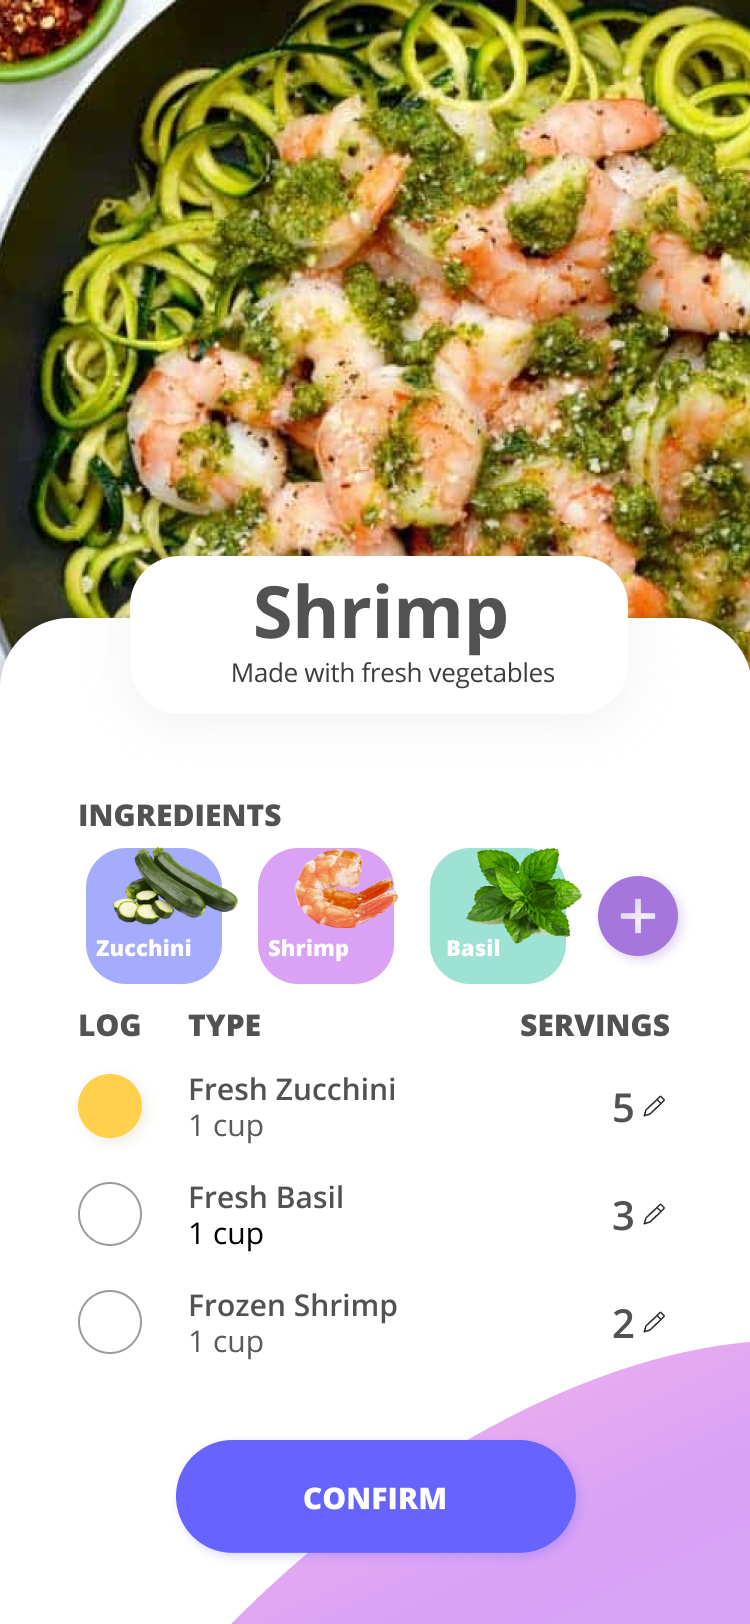 Shrimp
Made with fresh vegetables
INGREDIENTS
Zucchini
Shrimp
Basil
LOG TYPE SERVINGS
Fresh Zucchini
1 cup
5
Fresh Basil
1 cup
3
Frozen Shrimp
1 cup
2
CONFIRM